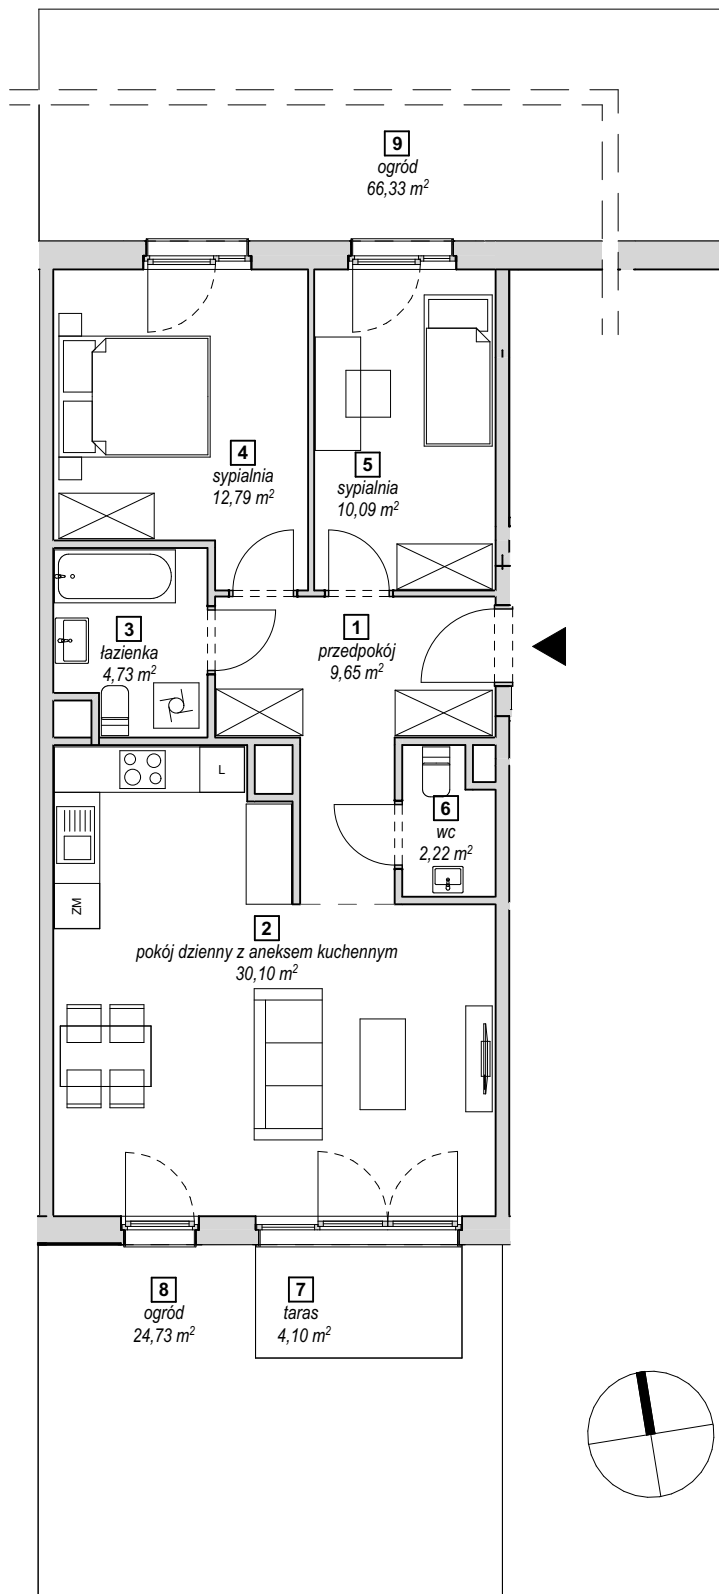 9
ogród
66,33 m²
4
sypialnia
12,79 m²
5
sypialnia
10,09 m²
3
łazienka
4,73 m²
1
przedpokój
9,65 m²
L
6
wc
2,22 m²
ZM
2
pokój dzienny z aneksem kuchennym
30,10 m²
8
ogród
24,73 m²
7
taras
4,10 m²